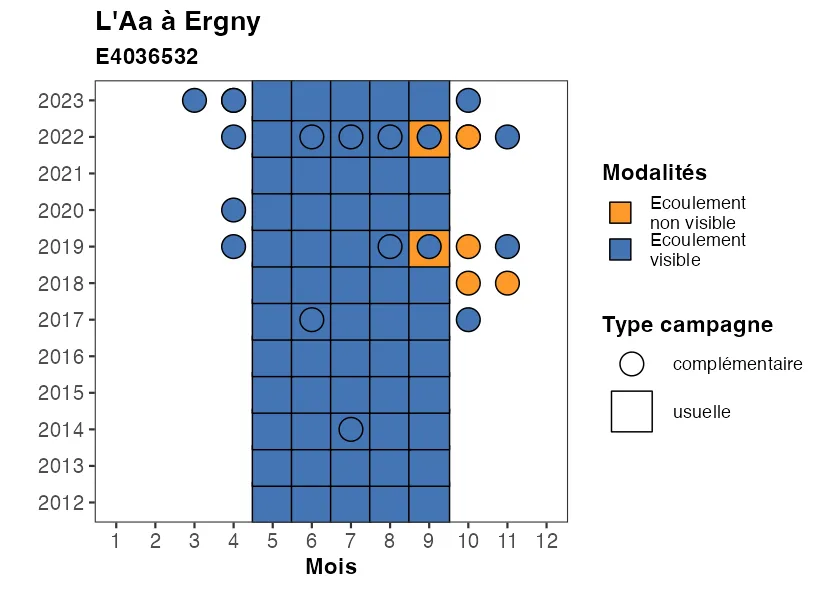 L'Aa à Ergny
E4036532
2023
2022
2021
2020
2019
2018
2017
2016
2015
2014
2013
2012
1 2 3 4 5 6 7 8 9 10 11 12
Mois
Modalités
Ecoulement
non visible
Ecoulement
visible
Type campagne
complémentaire
usuelle